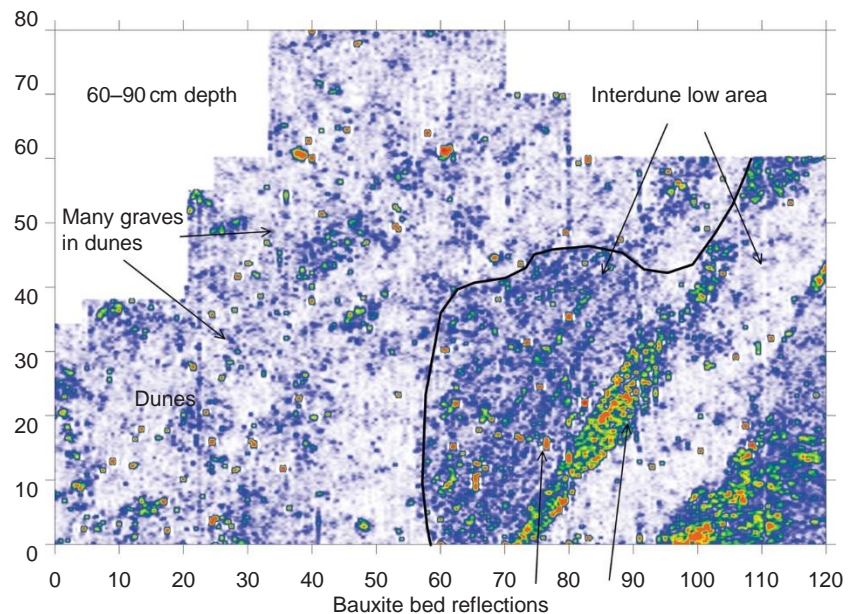 80
70
60
50
40
30
20
10
0
60–90 cm depth
Interdune low area
Many graves
in dunes
Dunes
0 10 20 30 40 50 60 70 80 90 100 110 120
Bauxite bed reflections